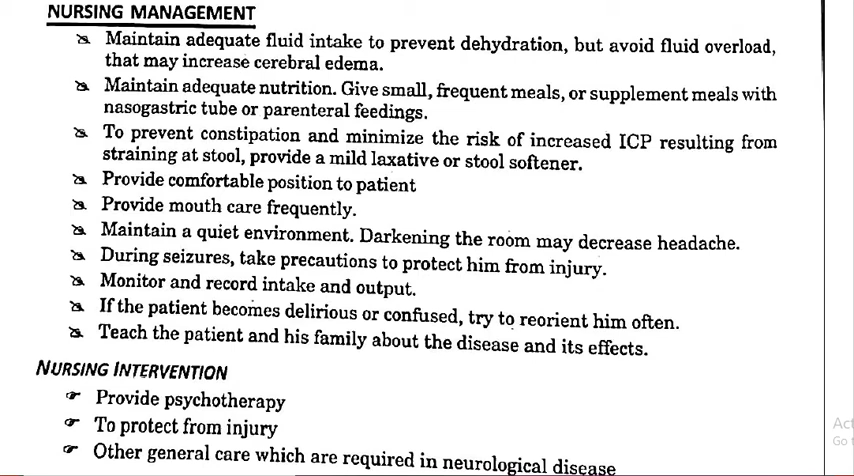 NURSING MANAGEMENT
Maintain adequate fluid intake to prevent dehydration, but avoid fluid overload,
that may increase cerebral edema.
Maintain adequate nutrition. Give small, frequent meals, or supplement meals with
nasogastric tube or parenteral feedings.
To prevent constipation and minimize the risk of increased ICP resulting from
straining at stool, provide a mild laxative or stool softener.
Provide comfortable position to patient
Provide mouth care frequently.
Maintain a quiet environment. Darkening the room may decrease headache.
During seizures, take precautions to protect him from injury.
Monitor and record intake and output.
If the patient becomes delirious or confused, try to reorient him often.
Teach the patient and his family about the disease and its effects.
NURSING INTERVENTION
Provide psychotherapy
To protect from injury
Other general care which are required in neurological disease